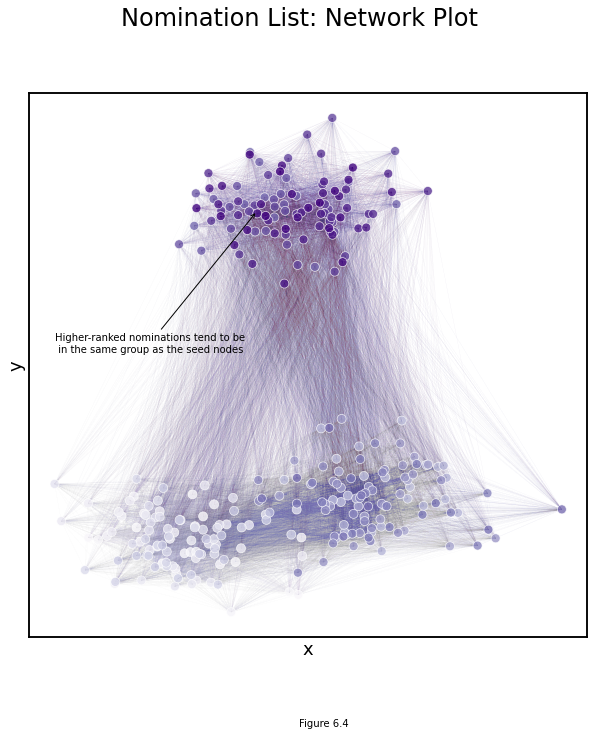 Nomination List: Network Plot
Higher-ranked nominations tend to be
in the same group as the seed nodes
y
x
Figure 6.4